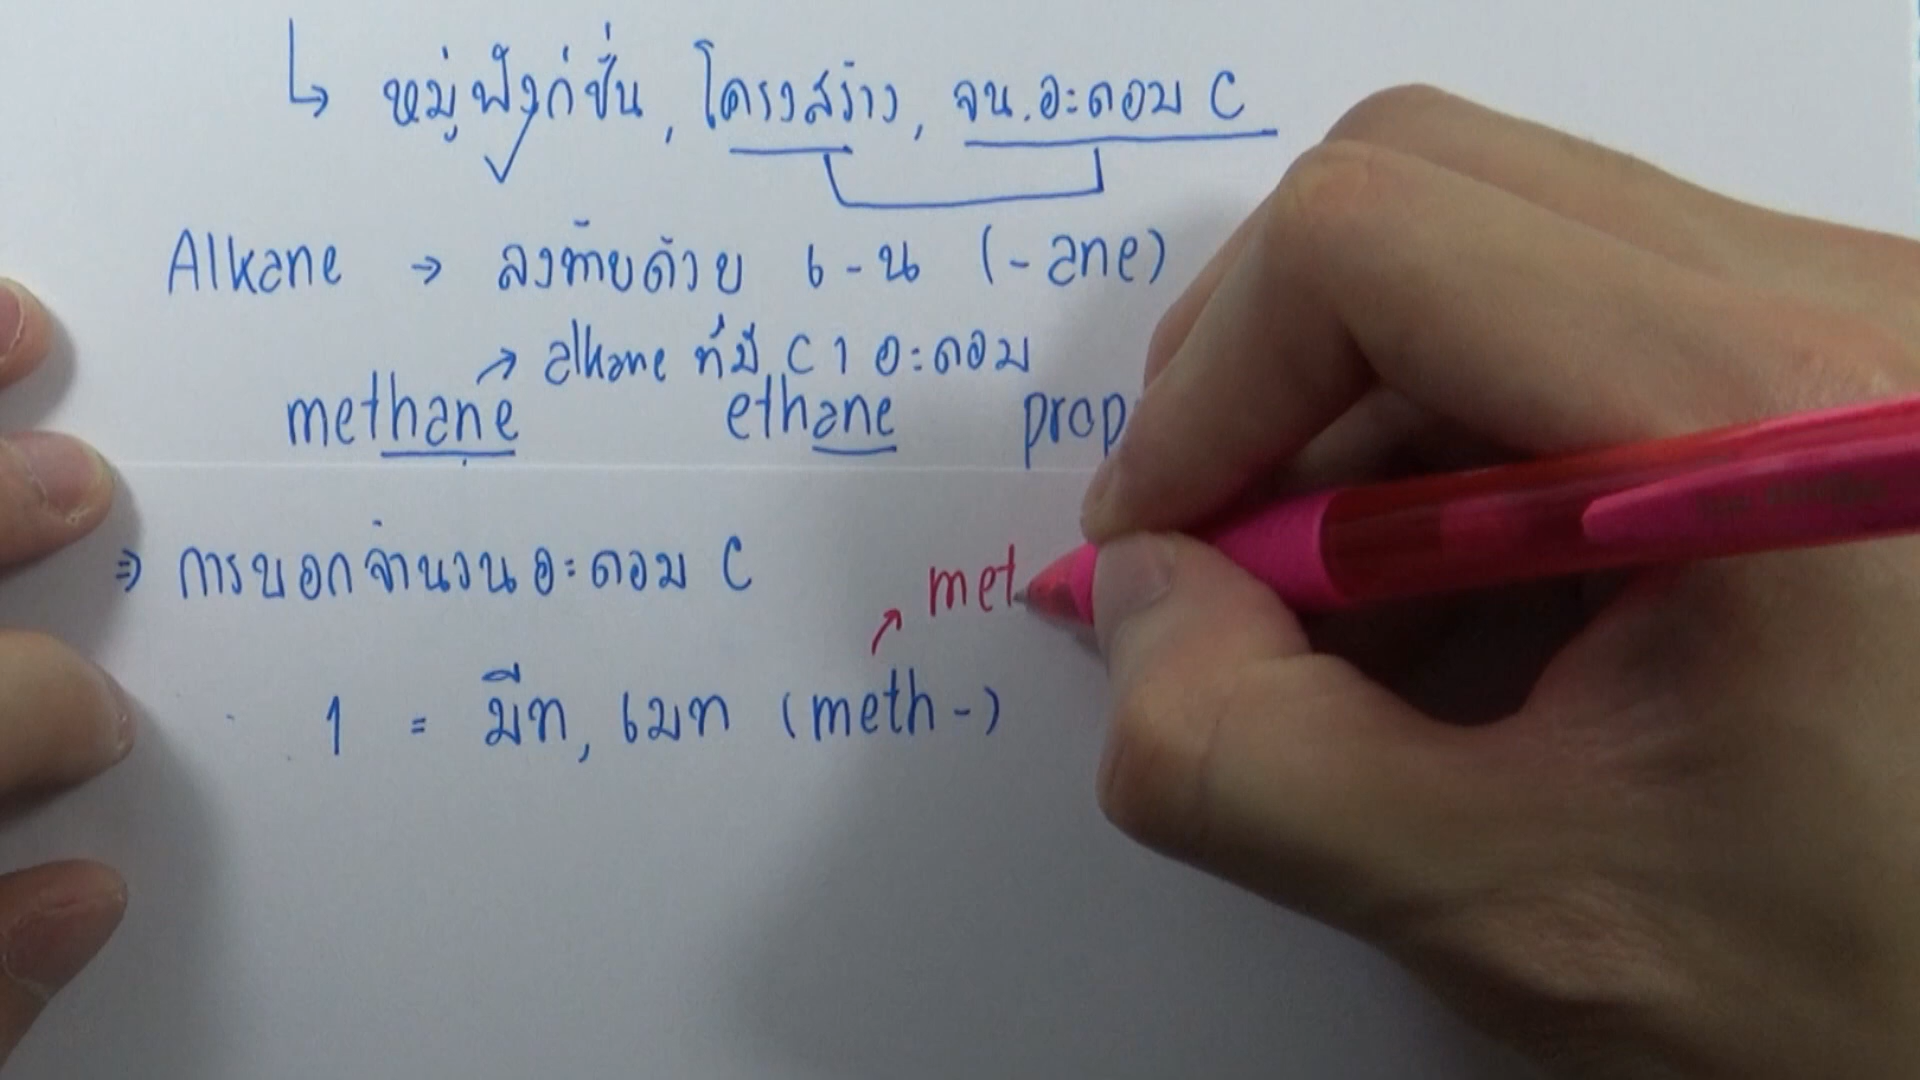 ↳ หมู่ฟังก์ชั่น, โครงสร้าง, จน.อะตอม C
Alkane → ลงท้ายด้วย เ-น (-ane)
→ alkane ที่มี C 1 อะตอม
methane ethane prop
⇒ การบอกจำนวนอะตอม C
met
1 = มีท, เมท (meth-)